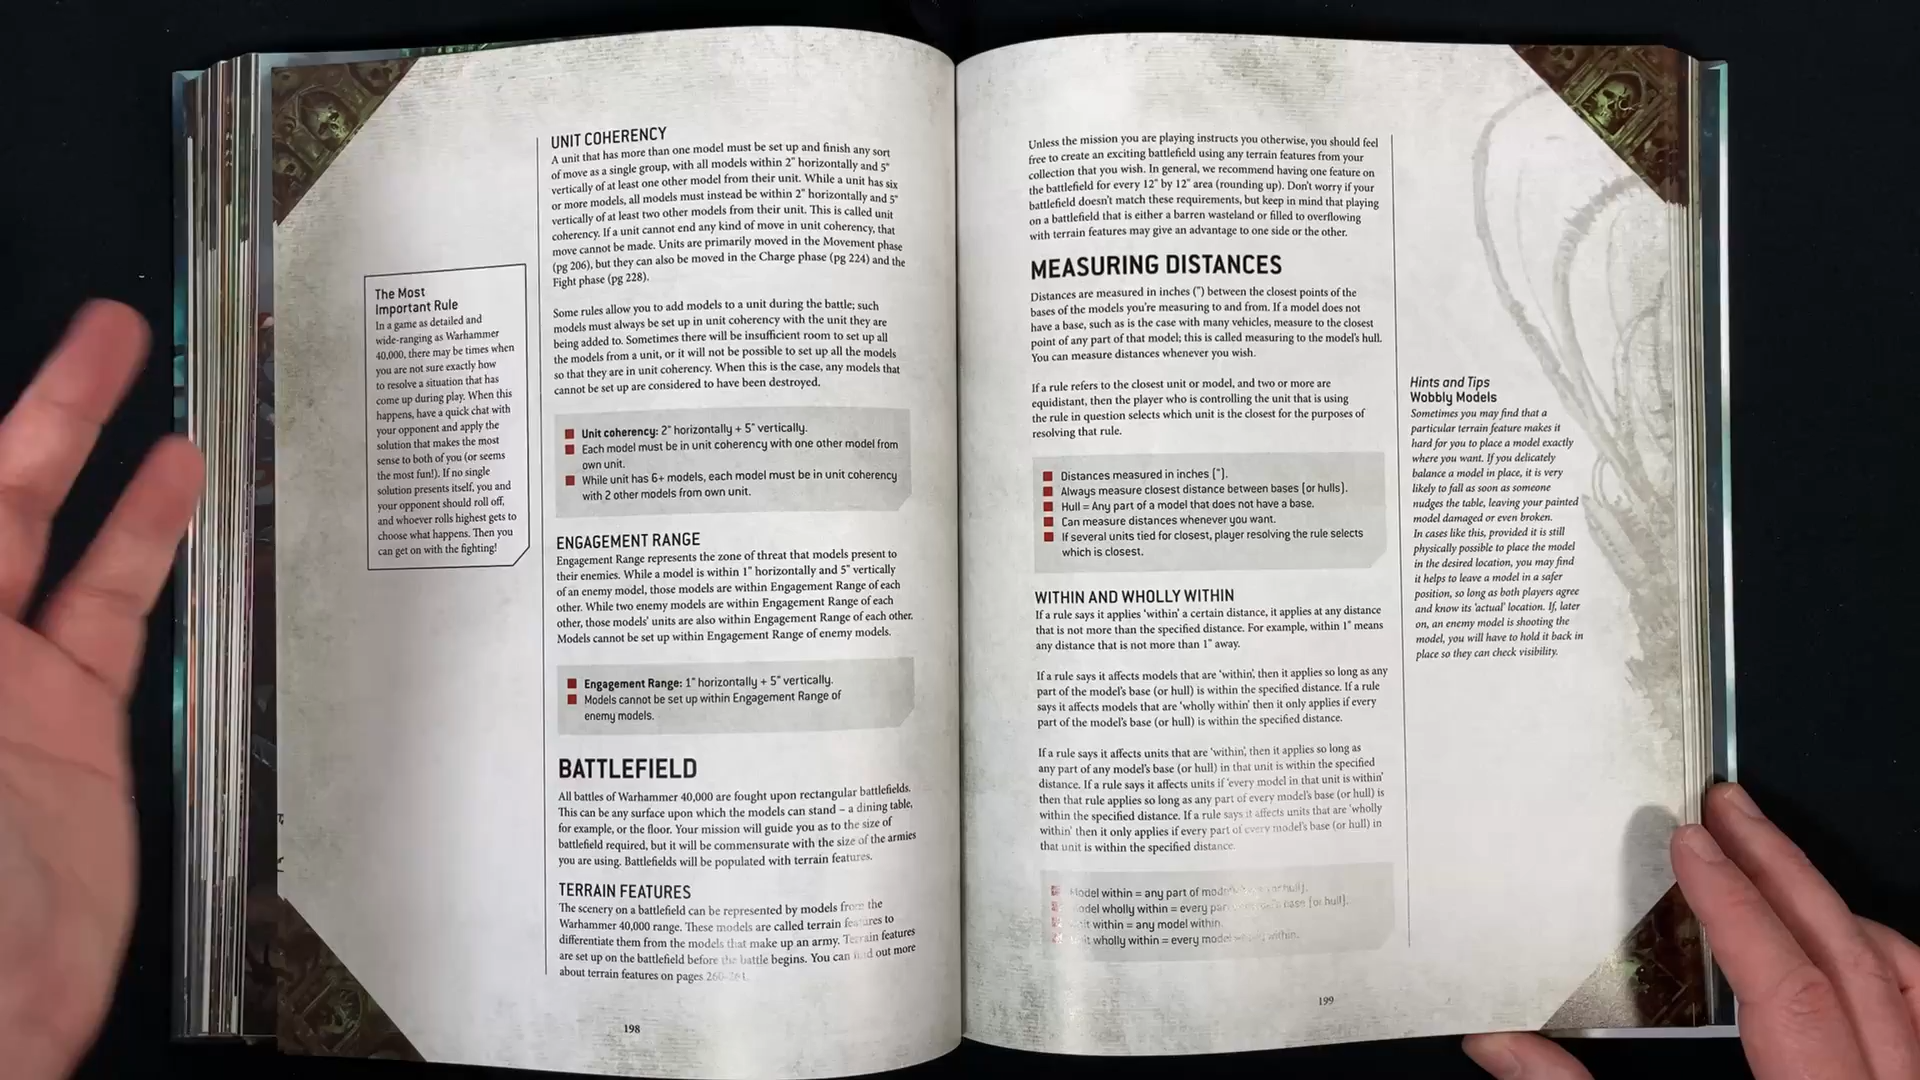 UNIT COHERENCY
A unit that has more than one model must be set up and finish any sort
of move as a single group, with all models within 2" horizontally and 5"
vertically of at least one other model from their unit. While a unit has six
or more models, all models must instead be within 2" horizontally and 5"
vertically of at least two other models from their unit. This is called unit
coherency. If a unit cannot end any kind of move in unit coherency, that
move cannot be made. Units are primarily moved in the Movement phase
(pg 206), but they can also be moved in the Charge phase (pg 224) and the
Fight phase (pg 228).
Some rules allow you to add models to a unit during the battle; such
models must always be set up in unit coherency with the unit they are
being added to. Sometimes there will be insufficient room to set up all
the models from a unit, or it will not be possible to set up all the models
so that they are in unit coherency. When this is the case, any models that
cannot be set up are considered to have been destroyed.
Unit coherency: 2" horizontally + 5" vertically.
Each model must be in unit coherency with one other model from
own unit.
While unit has 6+ models, each model must be in unit coherency
with 2 other models from own unit.
The Most
Important Rule
In a game as detailed and
wide-ranging as Warhammer
40,000, there may be times when
you are not sure exactly how
to resolve a situation that has
come up during play. When this
happens, have a quick chat with
your opponent and apply the
solution that makes the most
sense to both of you (or seems
the most fun!). If no single
solution presents itself, you and
your opponent should roll off,
and whoever rolls highest gets to
choose what happens. Then you
can get on with the fighting!
ENGAGEMENT RANGE
Engagement Range represents the zone of threat that models present to
their enemies. While a model is within 1" horizontally and 5" vertically
of an enemy model, those models are within Engagement Range of each
other. While two enemy models are within Engagement Range of each
other, those models' units are also within Engagement Range of each other.
Models cannot be set up within Engagement Range of enemy models.
Engagement Range: 1" horizontally + 5" vertically.
Models cannot be set up within Engagement Range of
enemy models.
BATTLEFIELD
All battles of Warhammer 40,000 are fought upon rectangular battlefields.
This can be any surface upon which the models can stand – a dining table,
for example, or the floor. Your mission will guide you as to the size of
battlefield required, but it will be commensurate with the size of the armies
you are using. Battlefields will be populated with terrain features.
TERRAIN FEATURES
The scenery on a battlefield can be represented by models from the
Warhammer 40,000 range. These models are called terrain features to
differentiate them from the models that make up an army. Terrain features
are set up on the battlefield before the battle begins. You can find out more
about terrain features on pages
198
Unless the mission you are playing instructs you otherwise, you should feel
free to create an exciting battlefield using any terrain features from your
collection that you wish. In general, we recommend having one feature on
the battlefield for every 12" by 12" area (rounding up). Don't worry if your
battlefield doesn't match these requirements, but keep in mind that playing
on a battlefield that is either a barren wasteland or filled to overflowing
with terrain features may give an advantage to one side or the other.
MEASURING DISTANCES
Distances are measured in inches (") between the closest points of the
bases of the models you're measuring to and from. If a model does not
have a base, such as is the case with many vehicles, measure to the closest
point of any part of that model; this is called measuring to the model's hull.
You can measure distances whenever you wish.
If a rule refers to the closest unit or model, and two or more are
equidistant, then the player who is controlling the unit that is using
the rule in question selects which unit is the closest for the purposes of
resolving that rule.
Distances measured in inches (").
Always measure closest distance between bases (or hulls).
Hull = Any part of a model that does not have a base.
Can measure distances whenever you want.
If several units tied for closest, player resolving the rule selects
which is closest.
WITHIN AND WHOLLY WITHIN
If a rule says it applies 'within' a certain distance, it applies at any distance
that is not more than the specified distance. For example, within 1" means
any distance that is not more than 1" away.
If a rule says it affects models that are 'within', then it applies so long as any
part of the model's base (or hull) is within the specified distance. If a rule
says it affects models that are 'wholly within' then it only applies if every
part of the model's base (or hull) is within the specified distance.
If a rule says it affects units that are 'within', then it applies so long as
any part of any model's base (or hull) in that unit is within the specified
distance. If a rule says it affects units if 'every model in that unit is within'
then that rule applies so long as any part of every model's base (or hull) is
within the specified distance. If a rule says it affects units that are 'wholly
within' then it only applies if every part of every model's base (or hull) in
that unit is within the specified distance.
Model within = any part of model's (or hull).
Model wholly within = every part base (or hull).
Unit within = any model within.
Unit wholly within = every model wholly within.
Hints and Tips
Wobbly Models
Sometimes you may find that a
particular terrain feature makes it
hard for you to place a model exactly
where you want. If you delicately
balance a model in place, it is very
likely to fall as soon as someone
nudges the table, leaving your painted
model damaged or even broken.
In cases like this, provided it is still
physically possible to place the model
in the desired location, you may find
it helps to leave a model in a safer
position, so long as both players agree
and know its 'actual' location. If, later
on, an enemy model is shooting the
model, you will have to hold it back in
place so they can check visibility.
199